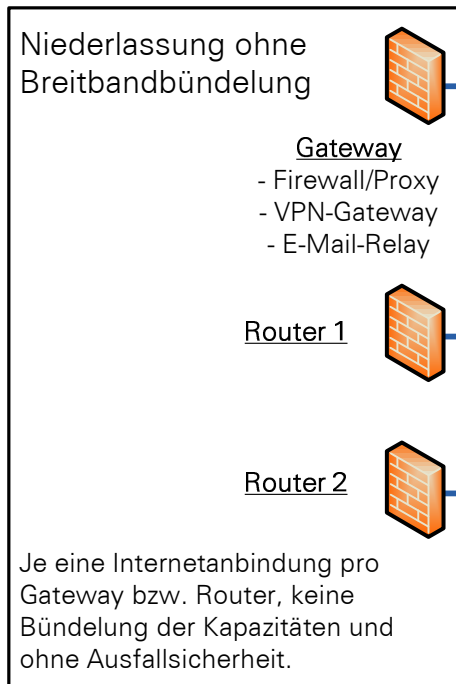 Niederlassung ohne
Breitbandbündelung
Gateway
- Firewall/Proxy
- VPN-Gateway
- E-Mail-Relay
Router 1
Router 2
Je eine Internetanbindung pro
Gateway bzw. Router, keine
Bündelung der Kapazitäten und
ohne Ausfallsicherheit.